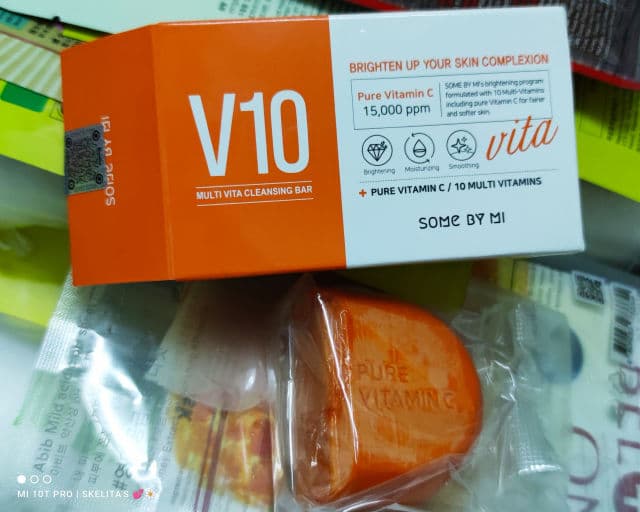 V10
MULTI VITA CLEANSING BAR
SOME BY MI
BRIGHTEN UP YOUR SKIN COMPLEXION
Pure Vitamin C
15,000 ppm
SOME BY MI's brightening program
formulated with 10 Multi-Vitamins
including pure Vitamin C for fairer
and softer skin.
vita
Brightening
Moisturizing
Smoothing
+ PURE VITAMIN C / 10 MULTI VITAMINS
SOME BY MI
PURE
VITAMIN C
Abib Mild
MI 10T PRO | SKELITA'S